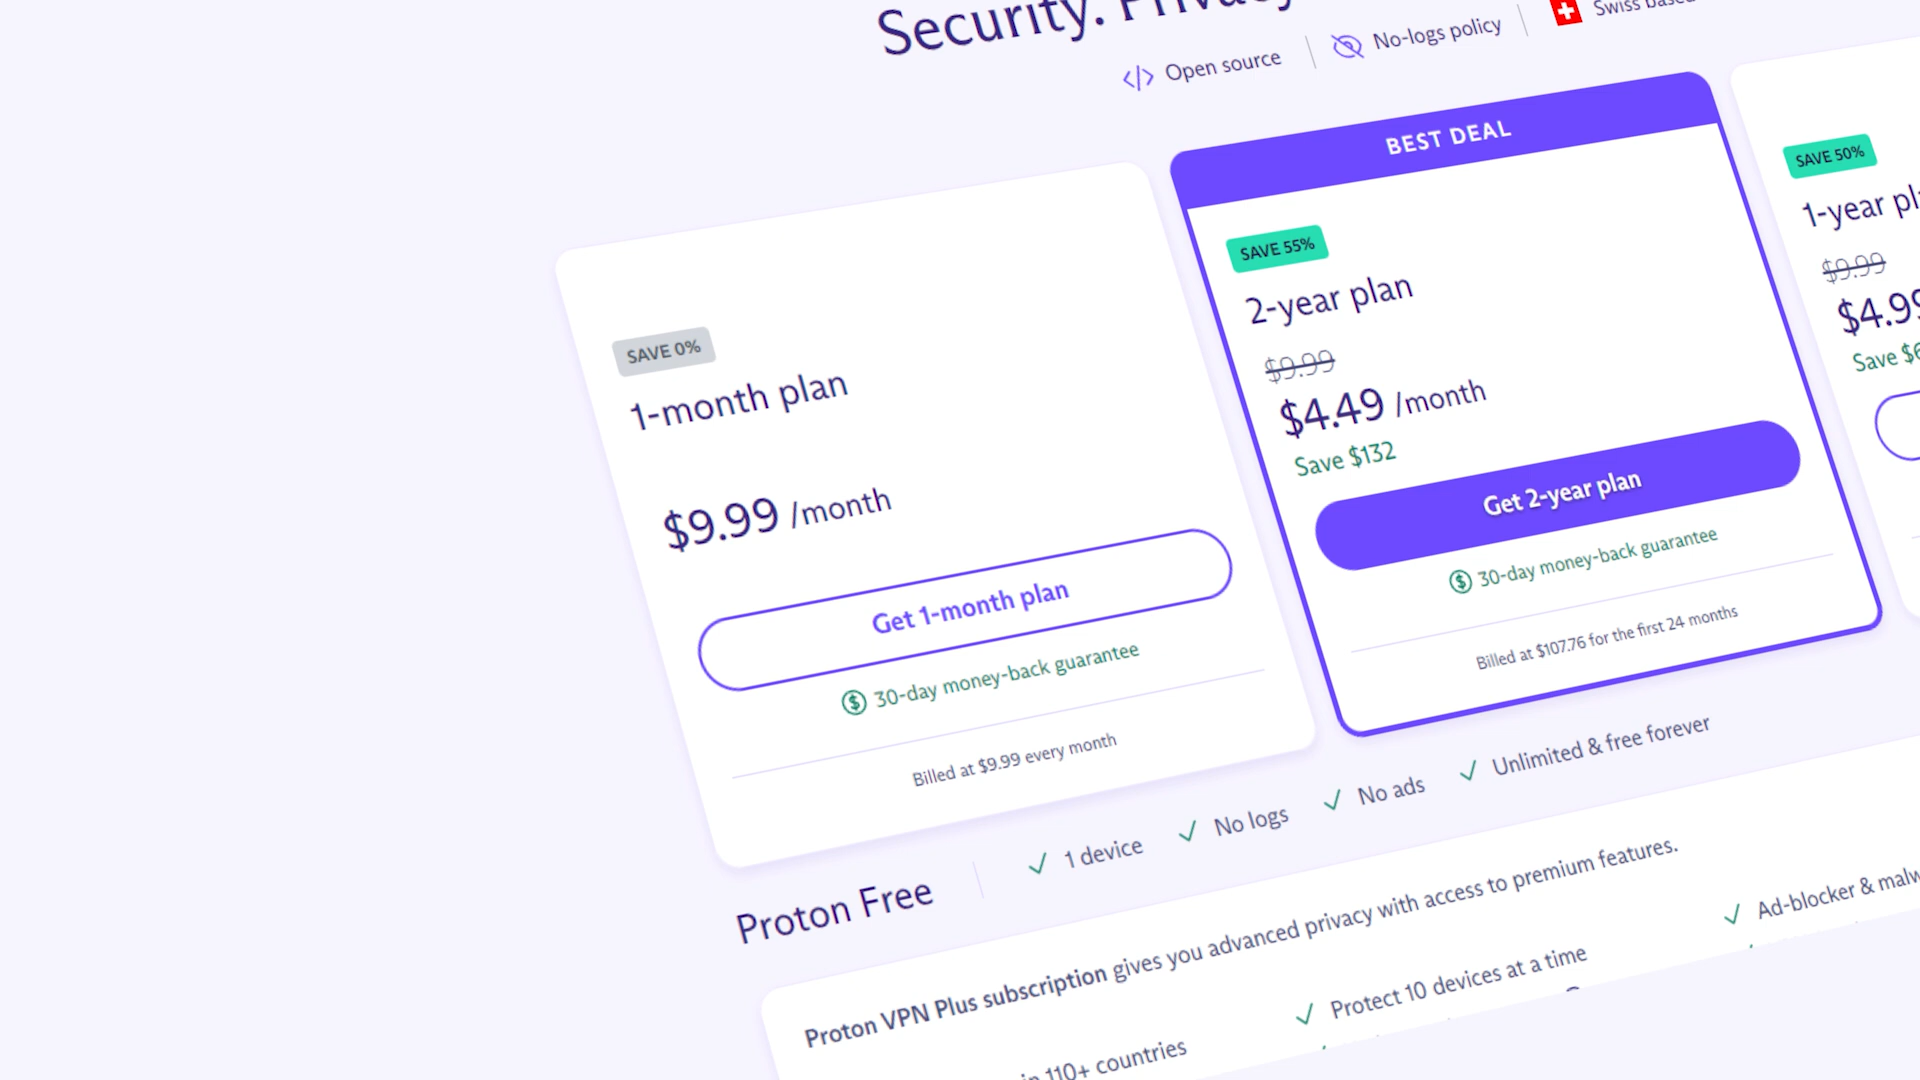 Security. Privacy
Open source
No-logs policy
Swiss based
SAVE 0%
1-month plan
$9.99 /month
Get 1-month plan
30-day money-back guarantee
Billed at $9.99 every month
BEST DEAL
SAVE 55%
2-year plan
$9.99
$4.49 /month
Save $132
Get 2-year plan
30-day money-back guarantee
Billed at $107.76 for the first 24 months
SAVE 50%
1-year
$9.99
$4.99
Save
Proton Free
1 device
No logs
No ads
Unlimited & free forever
Proton VPN Plus subscription gives you advanced privacy with access to premium features.
in 110+ countries
Protect 10 devices at a time
Ad-blocker &